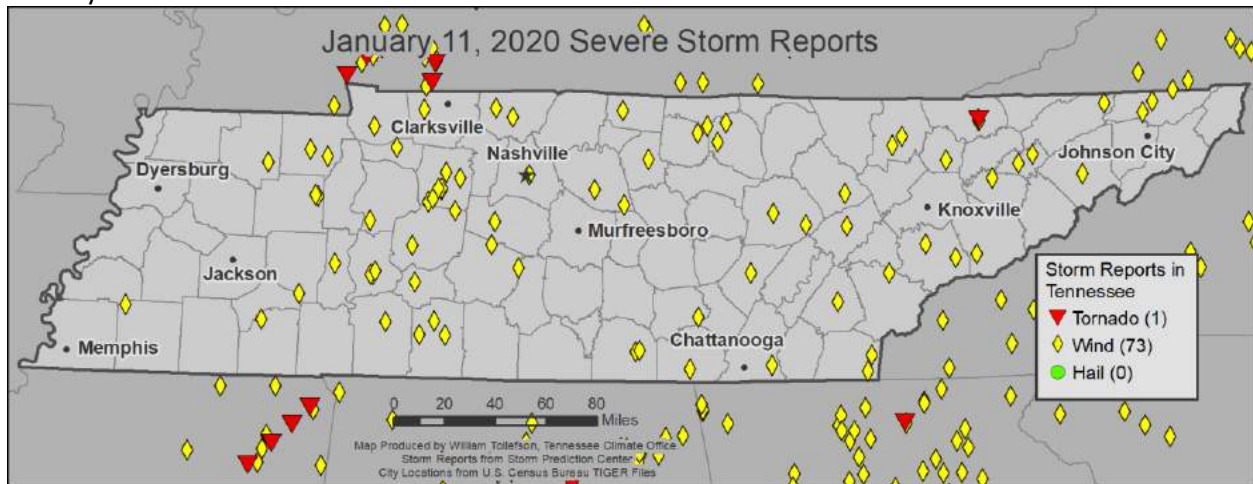 January 11, 2020 Severe Storm Reports
Clarksville
Nashville
Johnson City
Dyersburg
Knoxville
Murfreesboro
Jackson
Storm Reports in
Tennessee
Tornado (1)
Wind (73)
Hail (0)
Chattanooga
Memphis
0 20 40 60 80
Miles
Map Produced by William Tollefson, Tennessee Climate Office
Storm Reports from Storm Prediction Center
City Locations from U.S. Census Bureau TIGER Files